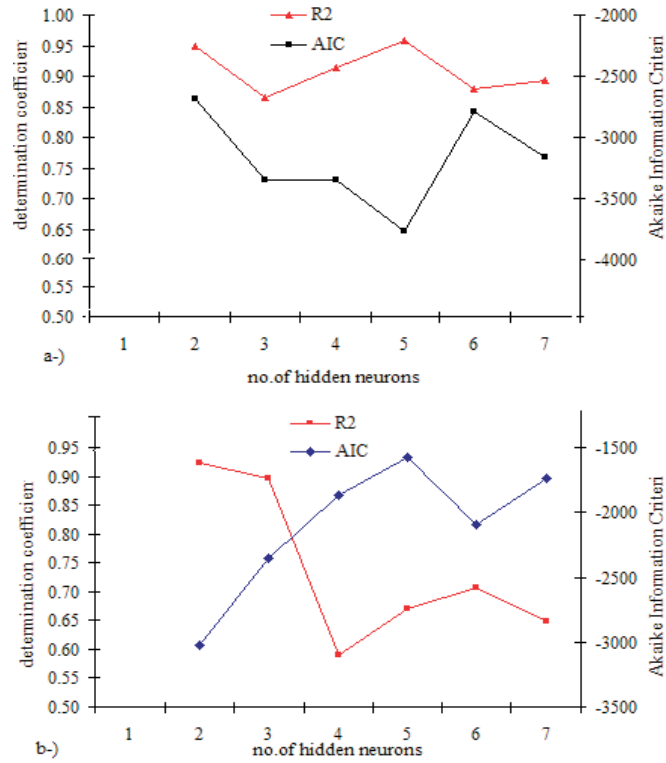 R2
AIC
determination coefficien
1.00
0.95
0.90
0.85
0.80
0.75
0.70
0.65
0.60
0.55
0.50
-2000
-2500
-3000
-3500
-4000
Akaike Information Criteri
1 2 3 4 5 6 7
a-)
no.of hidden neurons
R2
AIC
determination coefficien
0.95
0.90
0.85
0.80
0.75
0.70
0.65
0.60
0.55
0.50
-1500
-2000
-2500
-3000
-3500
Akaike Information Criteri
1 2 3 4 5 6 7
b-)
no.of hidden neurons